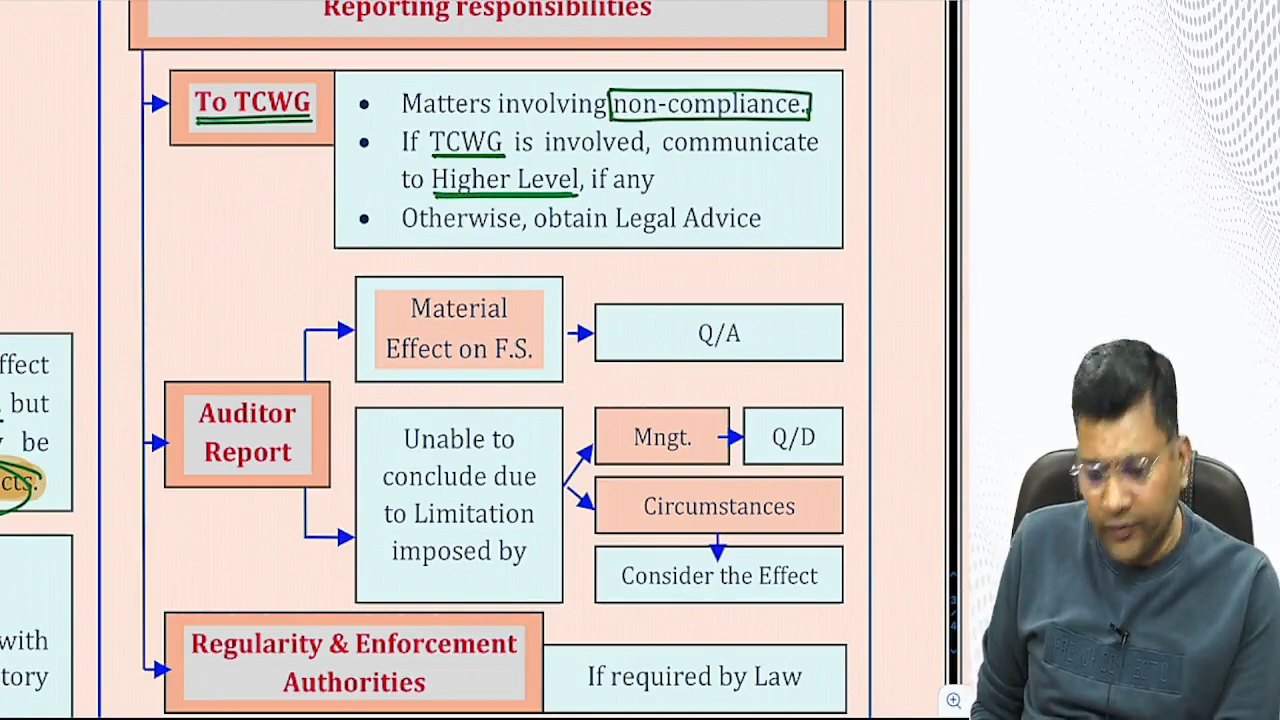 Reporting responsibilities
To TCWG
• Matters involving non-compliance.
• If TCWG is involved, communicate
to Higher Level, if any
• Otherwise, obtain Legal Advice
Material
Effect on F.S.
Q/A
ffect
but
be
cts.
Auditor
Report
Unable to
conclude due
to Limitation
imposed by
Mngt.
Q/D
Circumstances
Consider the Effect
with
tory
Regularity & Enforcement
Authorities
If required by Law
3
/
4